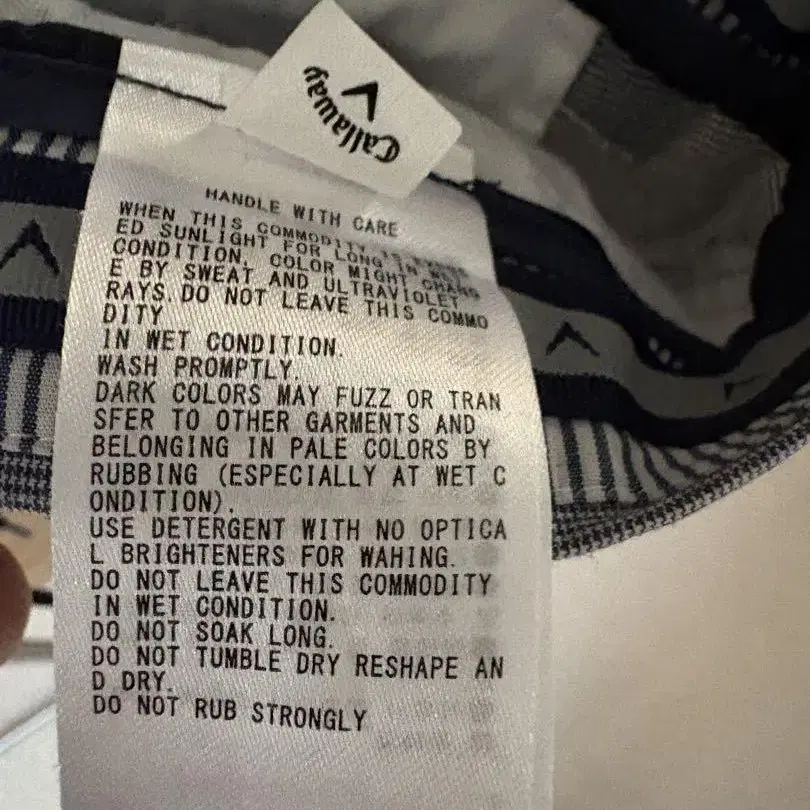 Callaway
HANDLE WITH CARE
WHEN THIS COMMODITY IS EXPOS
ED SUNLIGHT FOR LONG IN WET
CONDITION, COLOR MIGHT CHANG
E BY SWEAT AND ULTRAVIOLET
RAYS. DO NOT LEAVE THIS COMMO
DITY
IN WET CONDITION.
WASH PROMPTLY.
DARK COLORS MAY FUZZ OR TRAN
SFER TO OTHER GARMENTS AND
BELONGING IN PALE COLORS BY
RUBBING (ESPECIALLY AT WET C
ONDITION).
USE DETERGENT WITH NO OPTICA
L BRIGHTENERS FOR WAHING.
DO NOT LEAVE THIS COMMODITY
IN WET CONDITION.
DO NOT SOAK LONG.
DO NOT TUMBLE DRY RESHAPE AN
D DRY.
DO NOT RUB STRONGLY